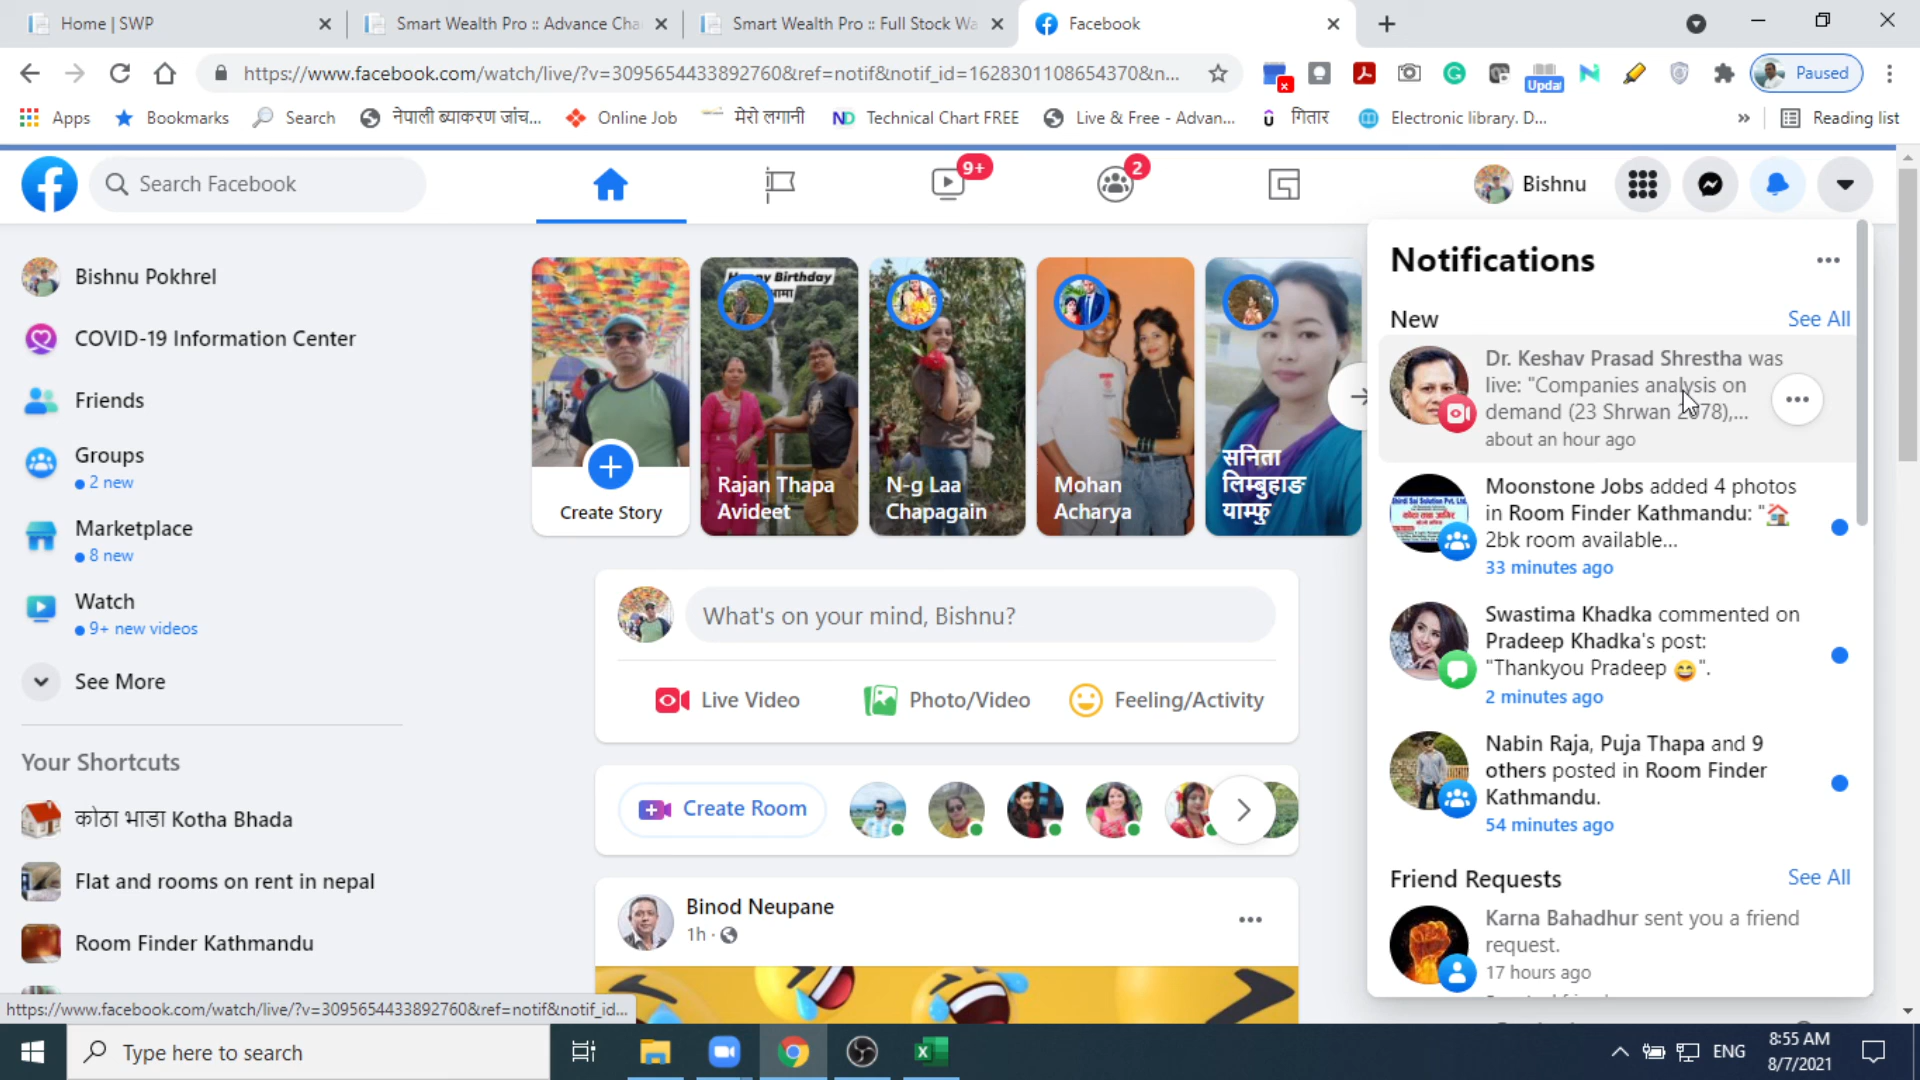 Home | SWP
Smart Wealth Pro :: Advance Cha
Smart Wealth Pro :: Full Stock Wa
Facebook
https://www.facebook.com/watch/live/?v=3095654433892760&ref=notif&notif_id=1628301108654370&n...
Updat
Paused
Apps
Bookmarks
Search
नेपाली ब्याकरण जांच...
Online Job
मेरो लगानी
ND
Technical Chart FREE
Live & Free - Advan...
गितार
Electronic library. D...
»
Reading list
Search Facebook
9+
2
Bishnu
Bishnu Pokhrel
COVID-19 Information Center
Friends
Groups
2 new
Marketplace
8 new
Watch
9+ new videos
See More
Your Shortcuts
कोठा भाडा Kotha Bhada
Flat and rooms on rent in nepal
Room Finder Kathmandu
Create Story
Rajan Thapa
Avideet
N-g Laa
Chapagain
Mohan
Acharya
सनिता
लिम्बुहाङ
याम्फु
What's on your mind, Bishnu?
Live Video
Photo/Video
Feeling/Activity
Create Room
Binod Neupane
1h ·
Notifications
New
See All
Dr. Keshav Prasad Shrestha was
live: "Companies analysis on
demand (23 Shrwan 2078),...
about an hour ago
Moonstone Jobs added 4 photos
in Room Finder Kathmandu: "🏠
2bk room available...
33 minutes ago
Swastima Khadka commented on
Pradeep Khadka's post:
"Thankyou Pradeep 😄".
2 minutes ago
Nabin Raja, Puja Thapa and 9
others posted in Room Finder
Kathmandu.
54 minutes ago
Friend Requests
See All
Karna Bahadhur sent you a friend
request.
17 hours ago
https://www.facebook.com/watch/live/?v=3095654433892760&ref=notif&notif_id...
Type here to search
ENG
8:55 AM
8/7/2021